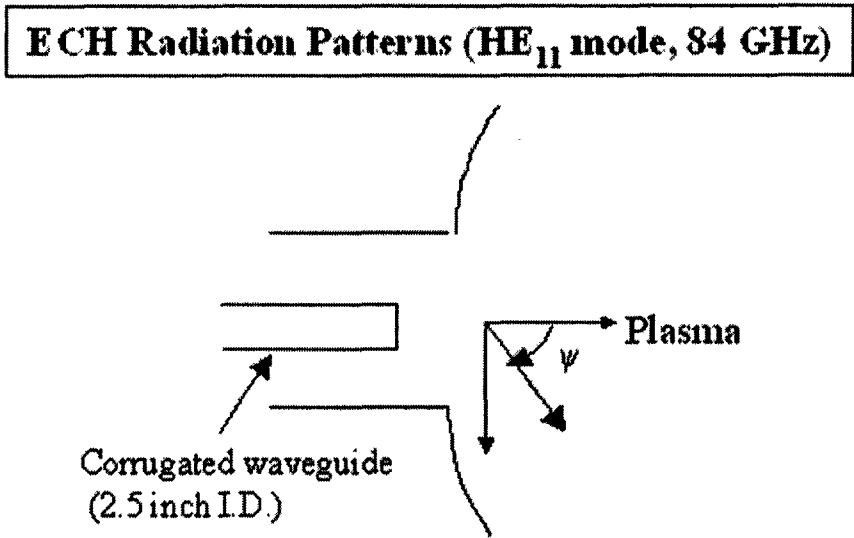 ECH Radiation Patterns (HE₁₁ mode, 84 GHz)
Plasma
ψ
Corrugated waveguide
(2.5 inch I.D.)